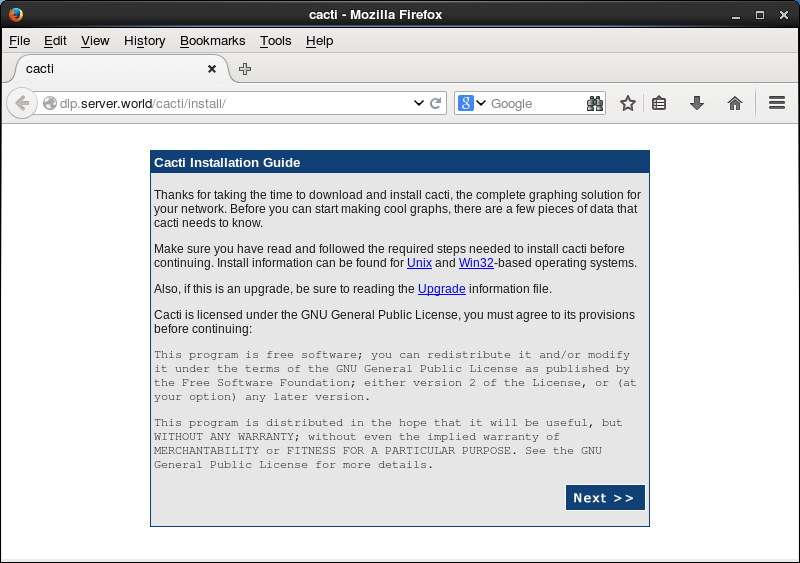 cacti - Mozilla Firefox
File Edit View History Bookmarks Tools Help
cacti
dlp.server.world/cacti/install/
Google
Cacti Installation Guide
Thanks for taking the time to download and install cacti, the complete graphing solution for
your network. Before you can start making cool graphs, there are a few pieces of data that
cacti needs to know.
Make sure you have read and followed the required steps needed to install cacti before
continuing. Install information can be found for Unix and Win32-based operating systems.
Also, if this is an upgrade, be sure to reading the Upgrade information file.
Cacti is licensed under the GNU General Public License, you must agree to its provisions
before continuing:
This program is free software; you can redistribute it and/or modify
it under the terms of the GNU General Public License as published by
the Free Software Foundation; either version 2 of the License, or (at
your option) any later version.
This program is distributed in the hope that it will be useful, but
WITHOUT ANY WARRANTY; without even the implied warranty of
MERCHANTABILITY or FITNESS FOR A PARTICULAR PURPOSE. See the GNU
General Public License for more details.
Next >>